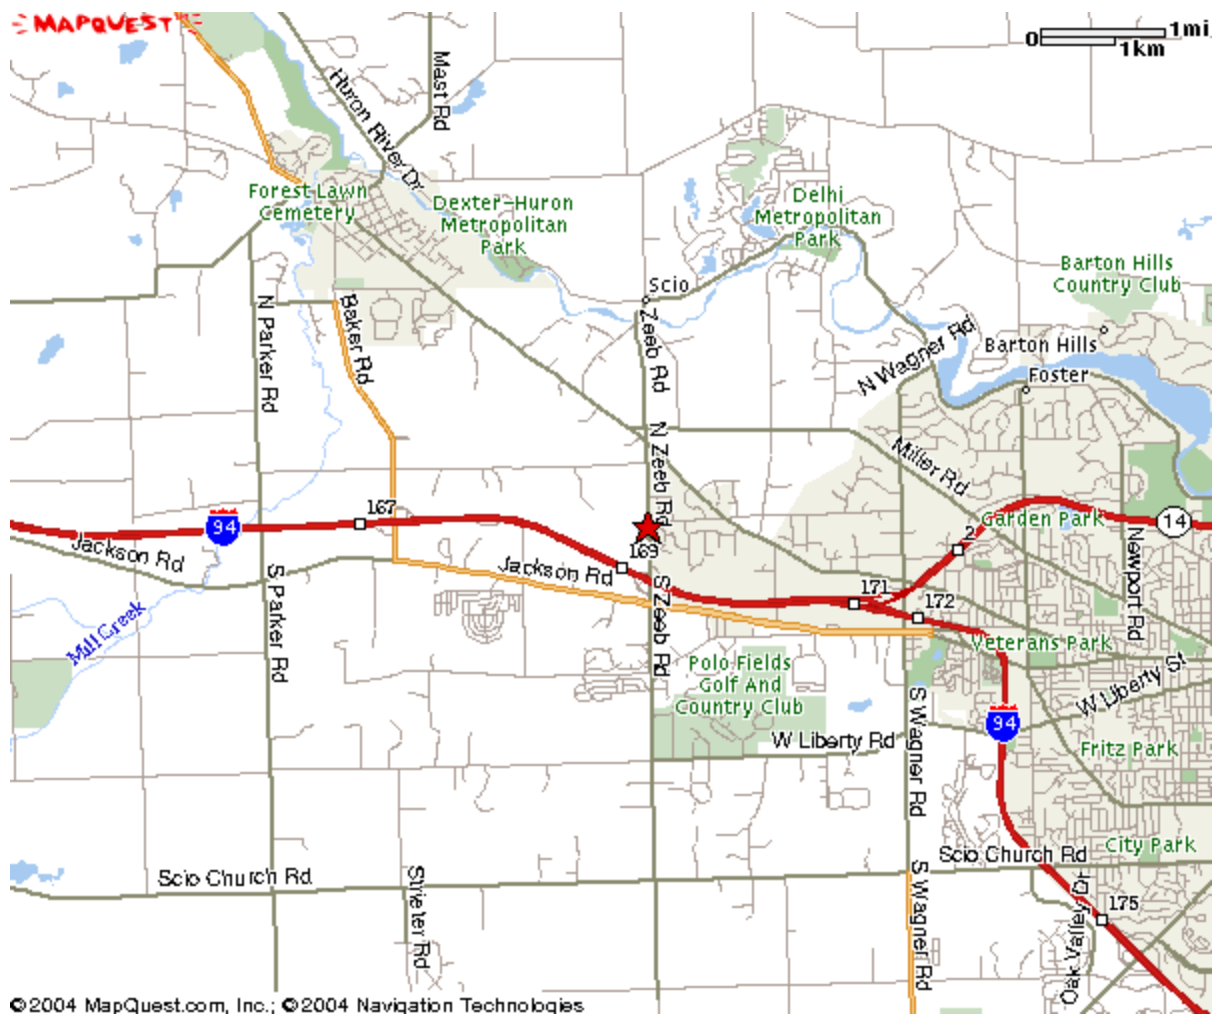 MAPQUEST
0
1mi
1km
Mast Rd
Huron River Dr
Forest Lawn
Cemetery
Dexter-Huron
Metropolitan
Park
Delhi
Metropolitan
Park
Barton Hills
Country Club
Scio
N Parker Rd
Baker Rd
Zeeb Rd
N Wagner Rd
Barton Hills
Foster
N Zeeb Rd
Miller Rd
167
94
169
Jackson Rd
Jackson Rd
2
Garden Park
14
Newport Rd
171
172
S Parker Rd
S Zeeb Rd
Mill Creek
Veterans Park
Polo Fields
Golf And
Country Club
W Liberty St
W Liberty Rd
S Wagner Rd
94
Fritz Park
City Park
Scio Church Rd
Scio Church Rd
Strieter Rd
S Wagner Rd
Oak Valley Dr
175
©2004 MapQuest.com, Inc.; ©2004 Navigation Technologies